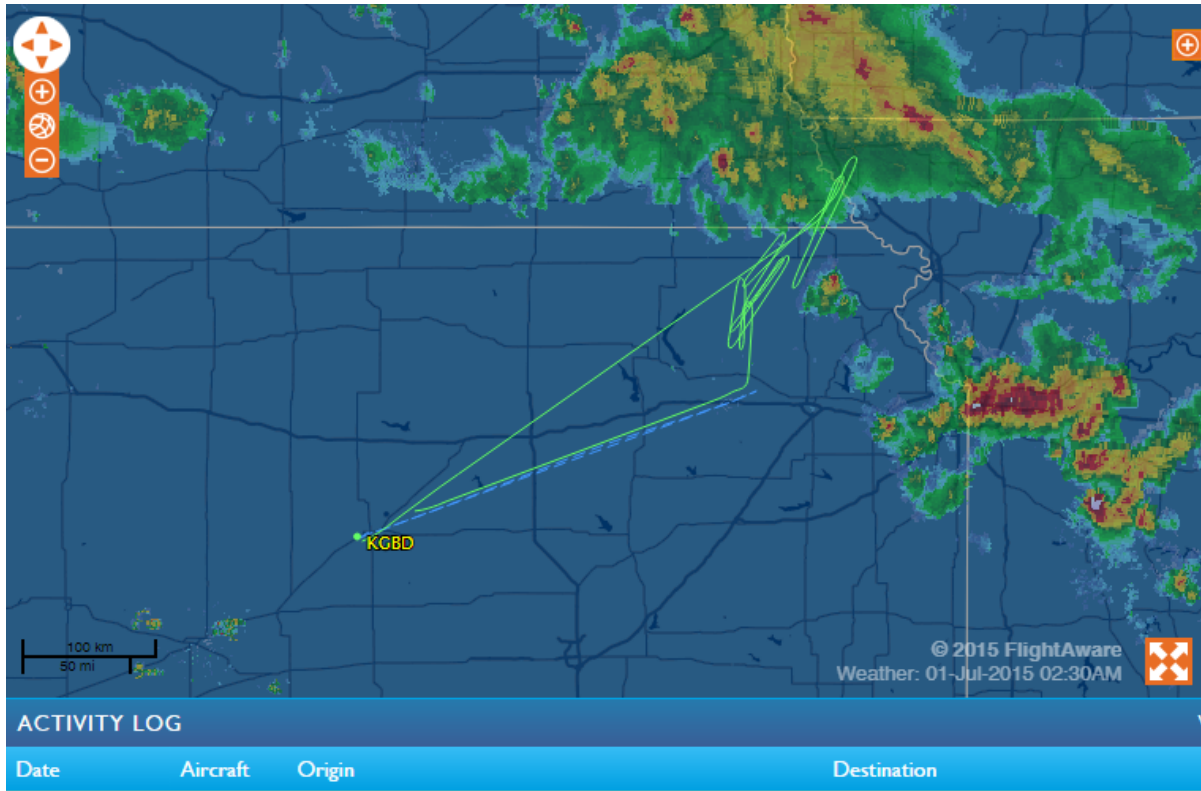 KGBD
100 km
50 mi
© 2015 FlightAware
Weather: 01-Jul-2015 02:30AM
ACTIVITY LOG
Date Aircraft Origin Destination